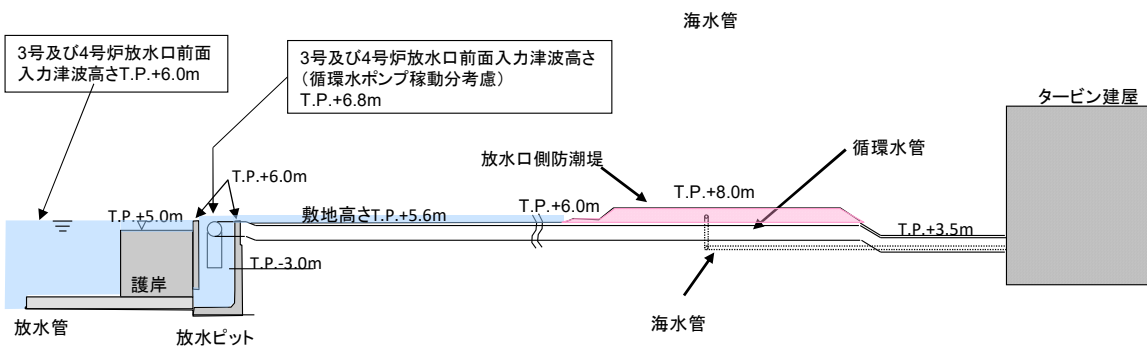 海水管
3号及び4号炉放水口前面
入力津波高さT.P.+6.0m
3号及び4号炉放水口前面入力津波高さ
（循環水ポンプ稼動分考慮）
T.P.+6.8m
タービン建屋
循環水管
放水口側防潮堤
T.P.+6.0m
T.P.+8.0m
T.P.+5.0m
敷地高さT.P.+5.6m
T.P.+6.0m
T.P.+3.5m
T.P.-3.0m
護岸
放水管
放水ピット
海水管